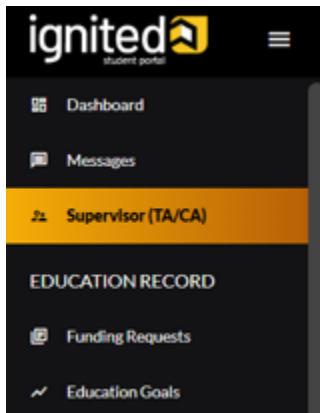 ignited
student portal
Dashboard
Messages
Supervisor (TA/CA)
EDUCATION RECORD
Funding Requests
Education Goals